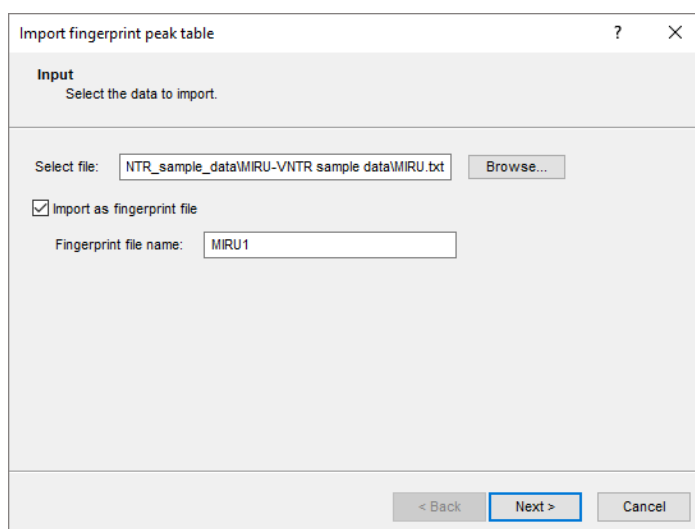 Import fingerprint peak table ?
Input
Select the data to import.
Select file: NTR_sample_data\MIRU-VNTR sample data\MIRU.txt Browse...
Import as fingerprint file
Fingerprint file name: MIRU1
< Back Next > Cancel